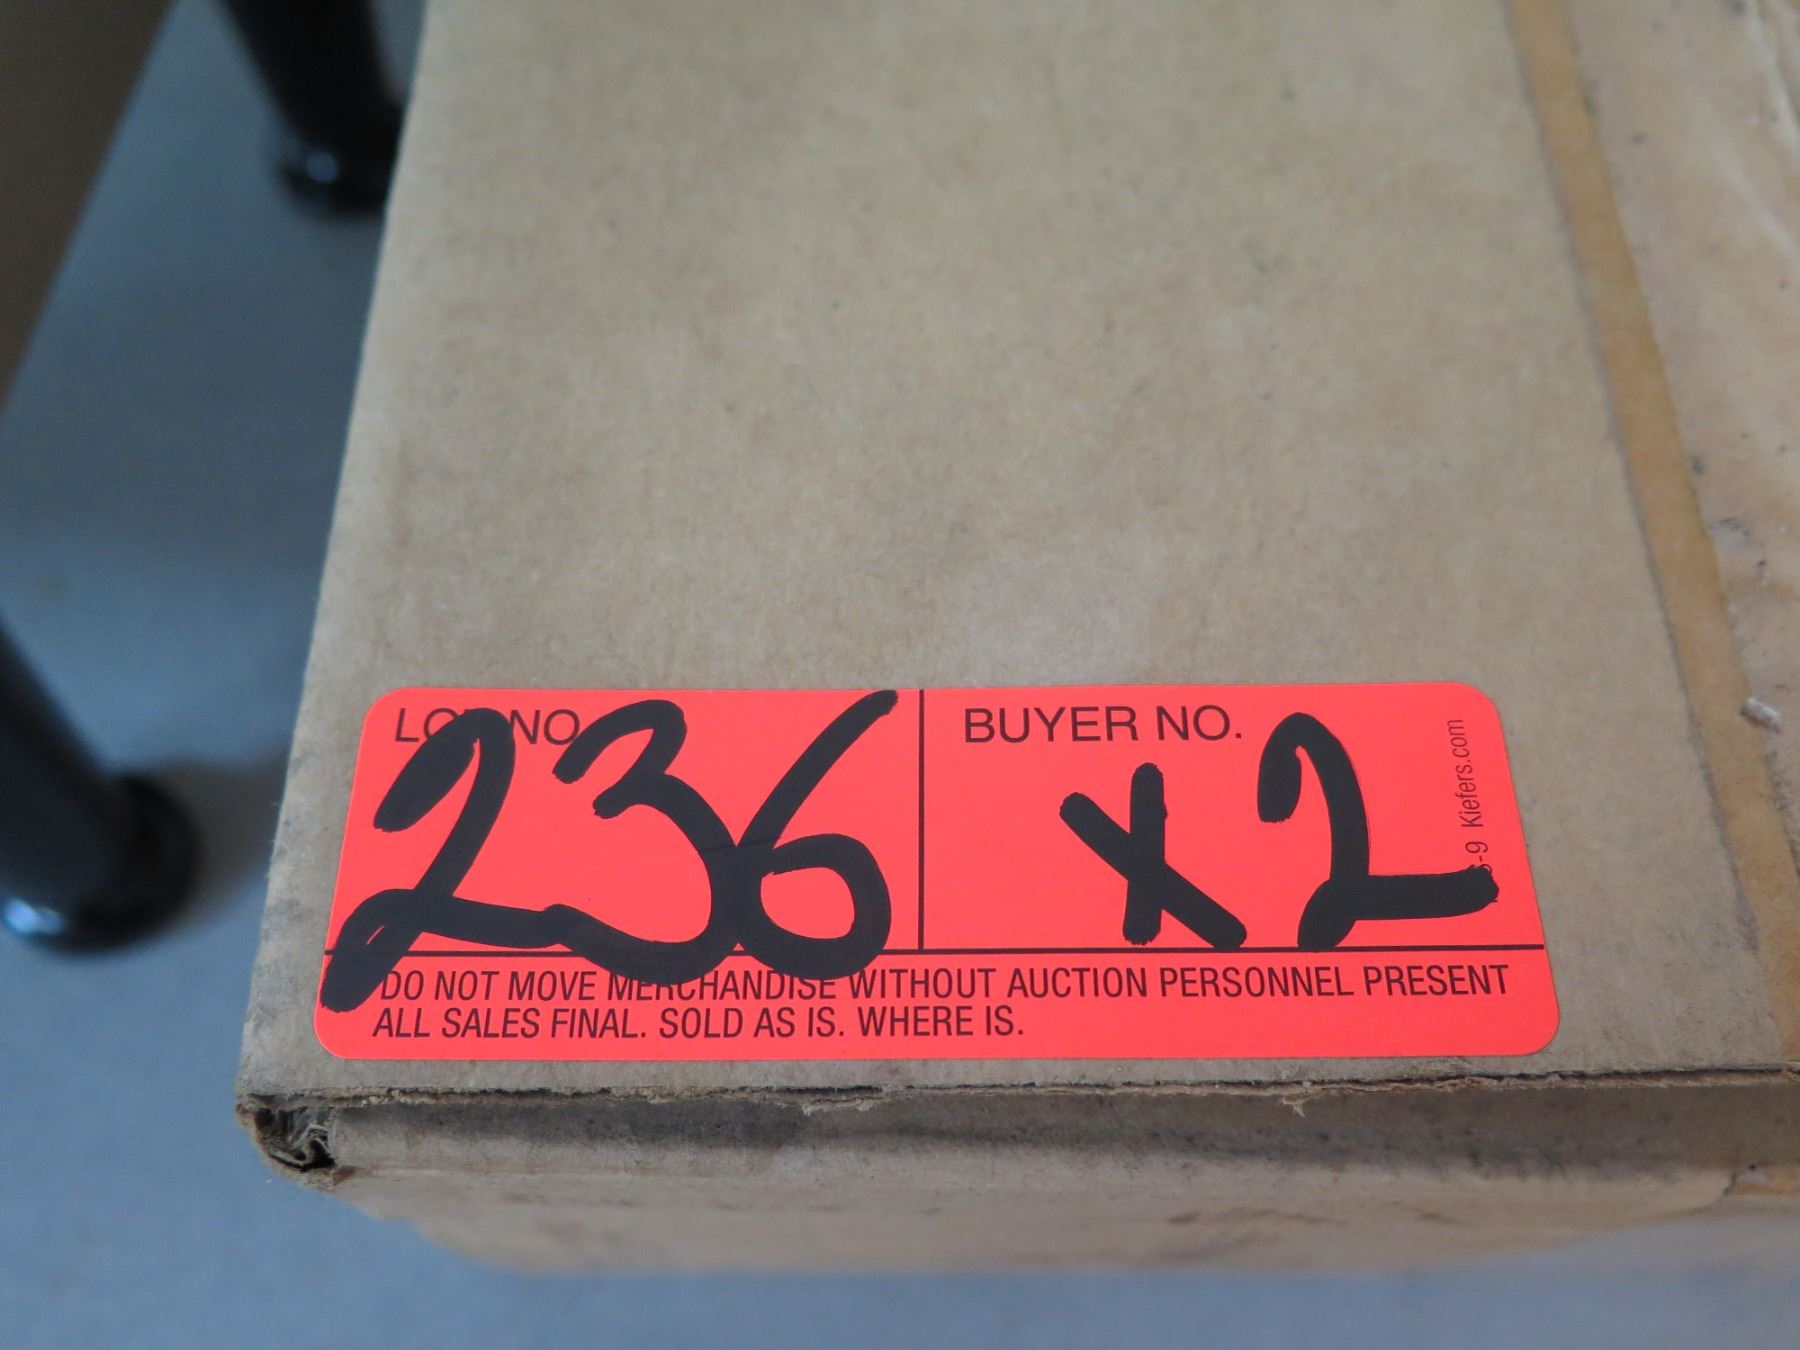 LOT NO.
236
BUYER NO.
x2
Kiefers.com
DO NOT MOVE MERCHANDISE WITHOUT AUCTION PERSONNEL PRESENT
ALL SALES FINAL. SOLD AS IS. WHERE IS.